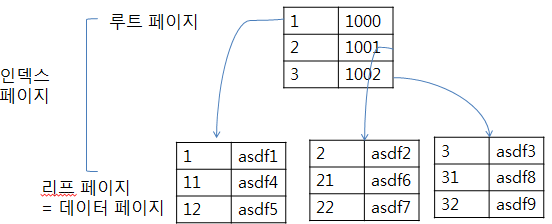 루트 페이지
1 1000
2 1001
3 1002
인덱스
페이지
리프 페이지
= 데이터 페이지
1 asdf1
11 asdf4
12 asdf5
2 asdf2
21 asdf6
22 asdf7
3 asdf3
31 asdf8
32 asdf9